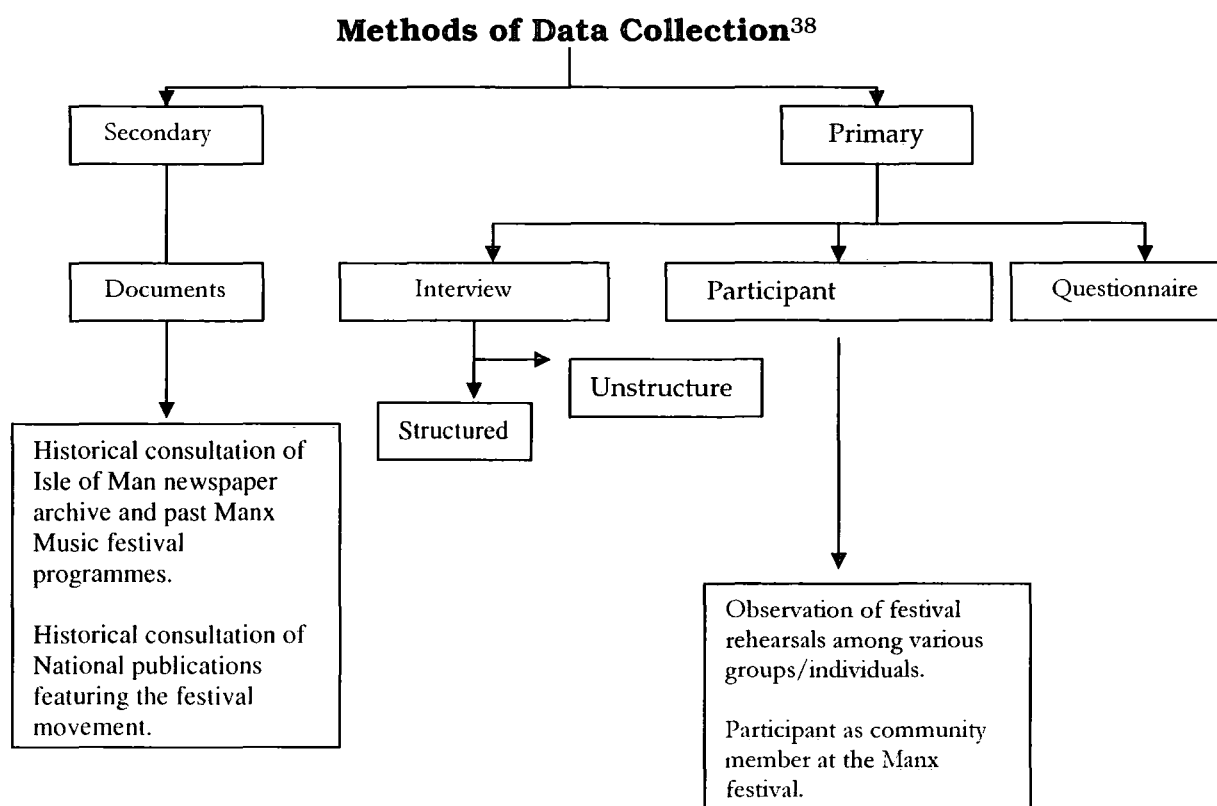 Methods of Data Collection38
Secondary
Primary
Documents
Interview
Participant
Questionnaire
Unstructure
Structured
Historical consultation of
Isle of Man newspaper
archive and past Manx
Music festival
programmes.
Historical consultation of
National publications
featuring the festival
movement.
Observation of festival
rehearsals among various
groups/individuals.
Participant as community
member at the Manx
festival.